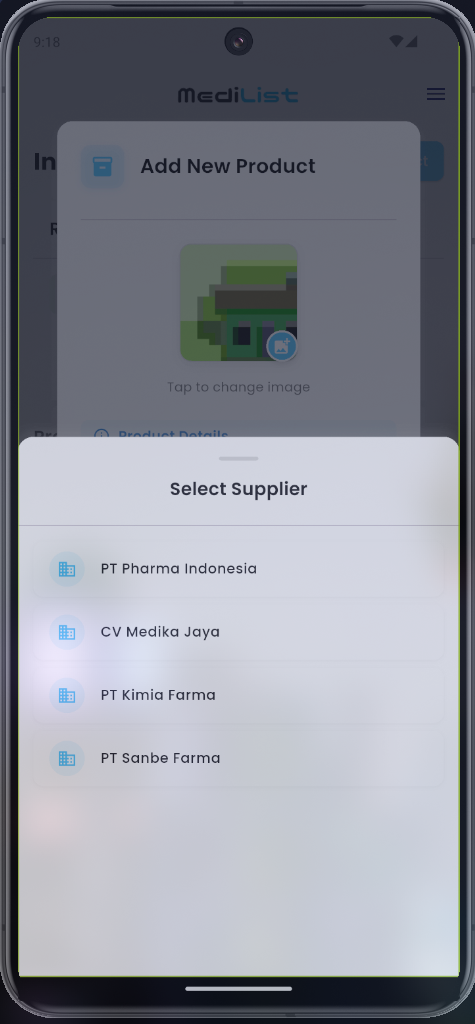 9:18
MediList
In
t
Add New Product
R
Tap to change image
Product Details
Select Supplier
PT Pharma Indonesia
CV Medika Jaya
PT Kimia Farma
PT Sanbe Farma